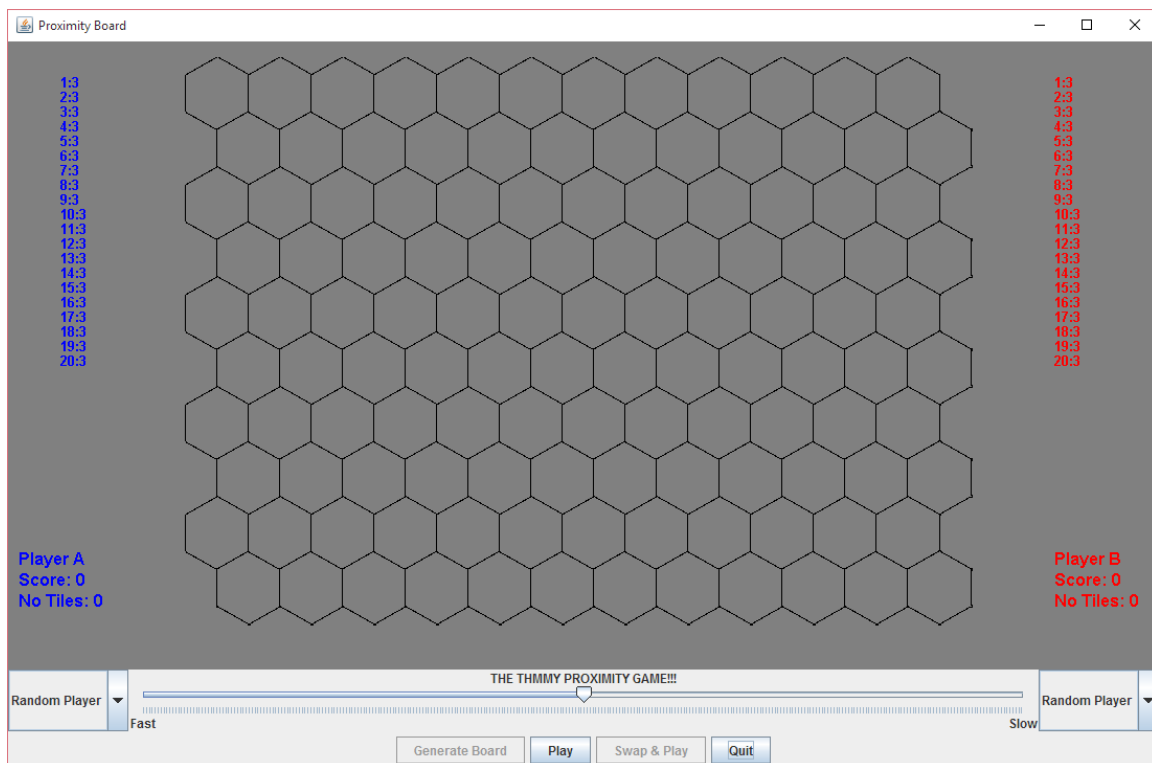 Proximity Board
1:3
2:3
3:3
4:3
5:3
6:3
7:3
8:3
9:3
10:3
11:3
12:3
13:3
14:3
15:3
16:3
17:3
18:3
19:3
20:3
Player A
Score: 0
No Tiles: 0
1:3
2:3
3:3
4:3
5:3
6:3
7:3
8:3
9:3
10:3
11:3
12:3
13:3
14:3
15:3
16:3
17:3
18:3
19:3
20:3
Player B
Score: 0
No Tiles: 0
THE THMMY PROXIMITY GAME!!!
Random Player
Random Player
Fast
Slow
Generate Board
Play
Swap & Play
Quit